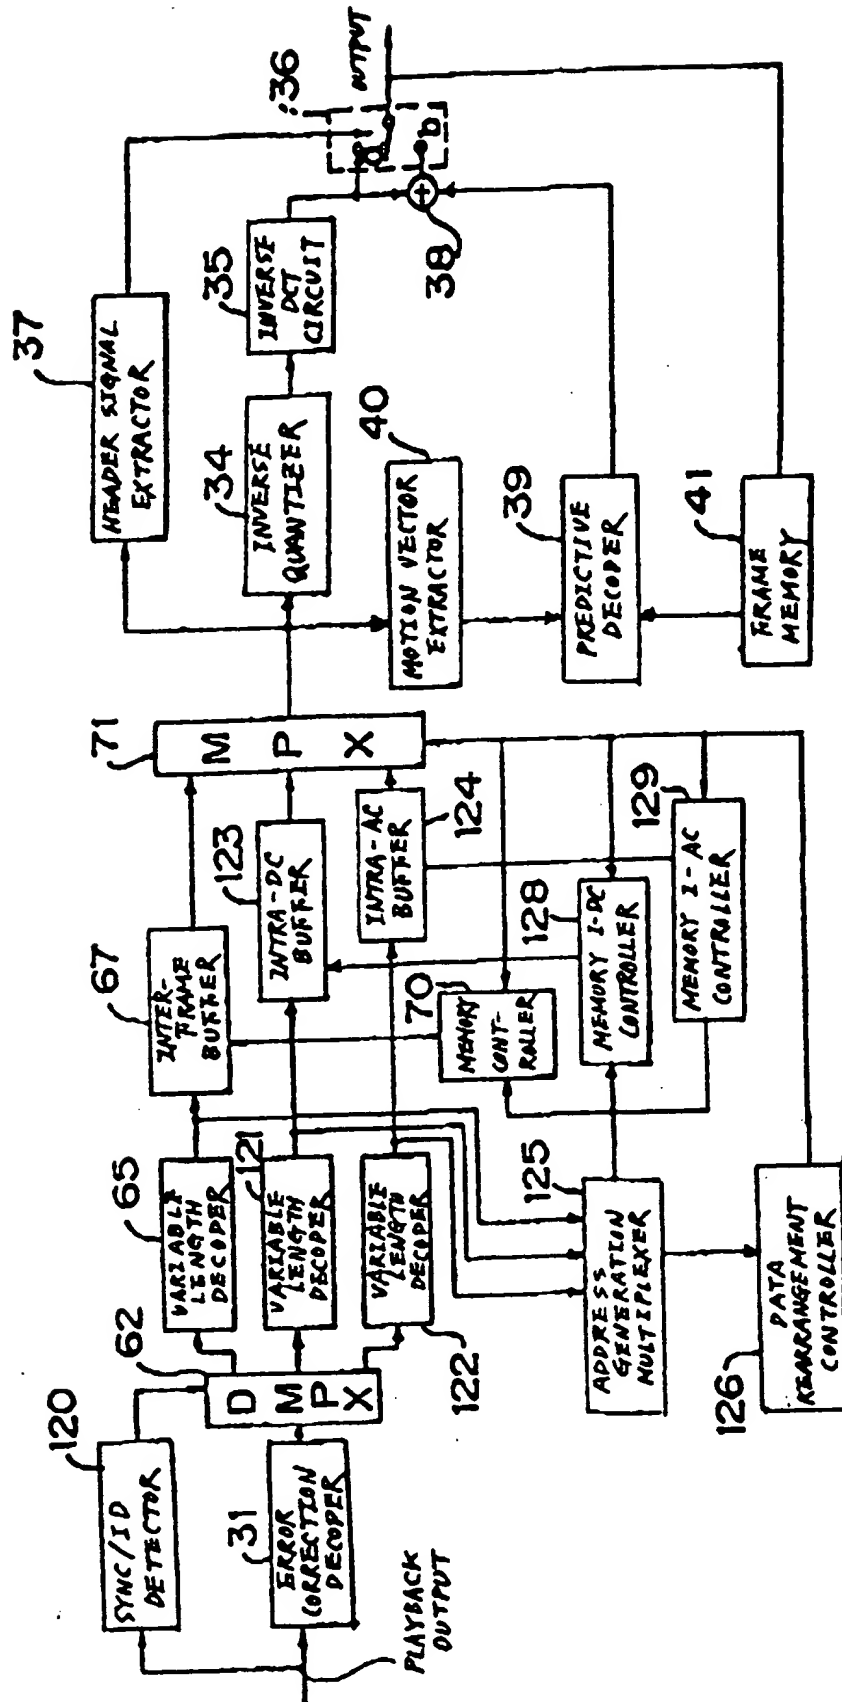 120
SYNC/ID
DETECTOR
31
ERROR
CORRECTION
DECODER
PLAYBACK
OUTPUT
62
D M P X
65
VARIABLE
LENGTH
DECODER
121
VARIABLE
LENGTH
DECODER
122
VARIABLE
LENGTH
DECODER
67
INTER-
FRAME
BUFFER
123
INTRA-DC
BUFFER
124
INTRA-AC
BUFFER
70
MEMORY
CONT-
ROLLER
128
MEMORY I-DC
CONTROLLER
129
MEMORY I-AC
CONTROLLER
125
ADDRESS
GENERATION
MULTIPLEXER
126
DATA
REARRANGEMENT
CONTROLLER
71
M P X
37
HEADER SIGNAL
EXTRACTOR
34
INVERSE
QUANTIZER
35
INVERSE
DCT
CIRCUIT
40
MOTION VECTOR
EXTRACTOR
39
PREDICTIVE
DECODER
41
FRAME
MEMORY
36
a
b
+
38
OUTPUT